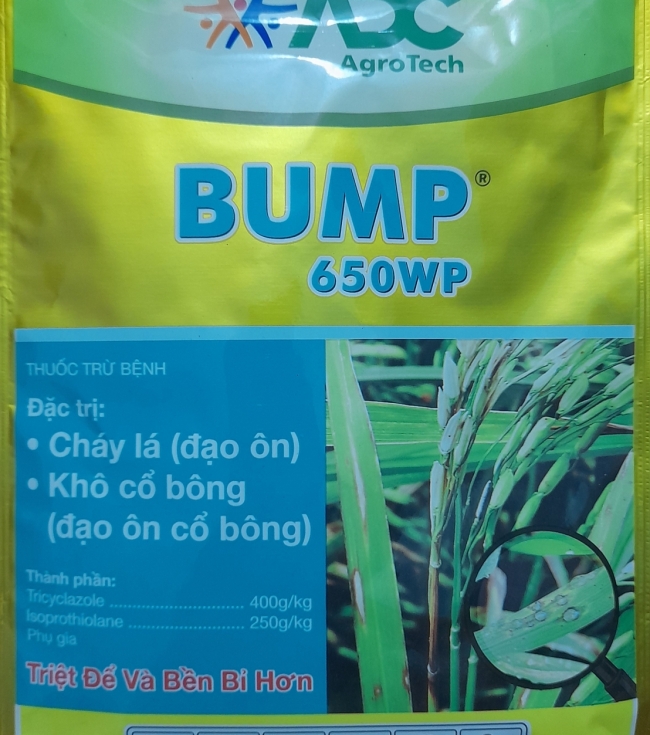 ABC
AgroTech
BUMP®
650WP
THUỐC TRỪ BỆNH
Đặc trị:
• Cháy lá (đạo ôn)
• Khô cổ bông
(đạo ôn cổ bông)
Thành phần:
Tricyclazole ........................... 400g/kg
Isoprothiolane ....................... 250g/kg
Phụ gia
Triệt Để Và Bền Bỉ Hơn